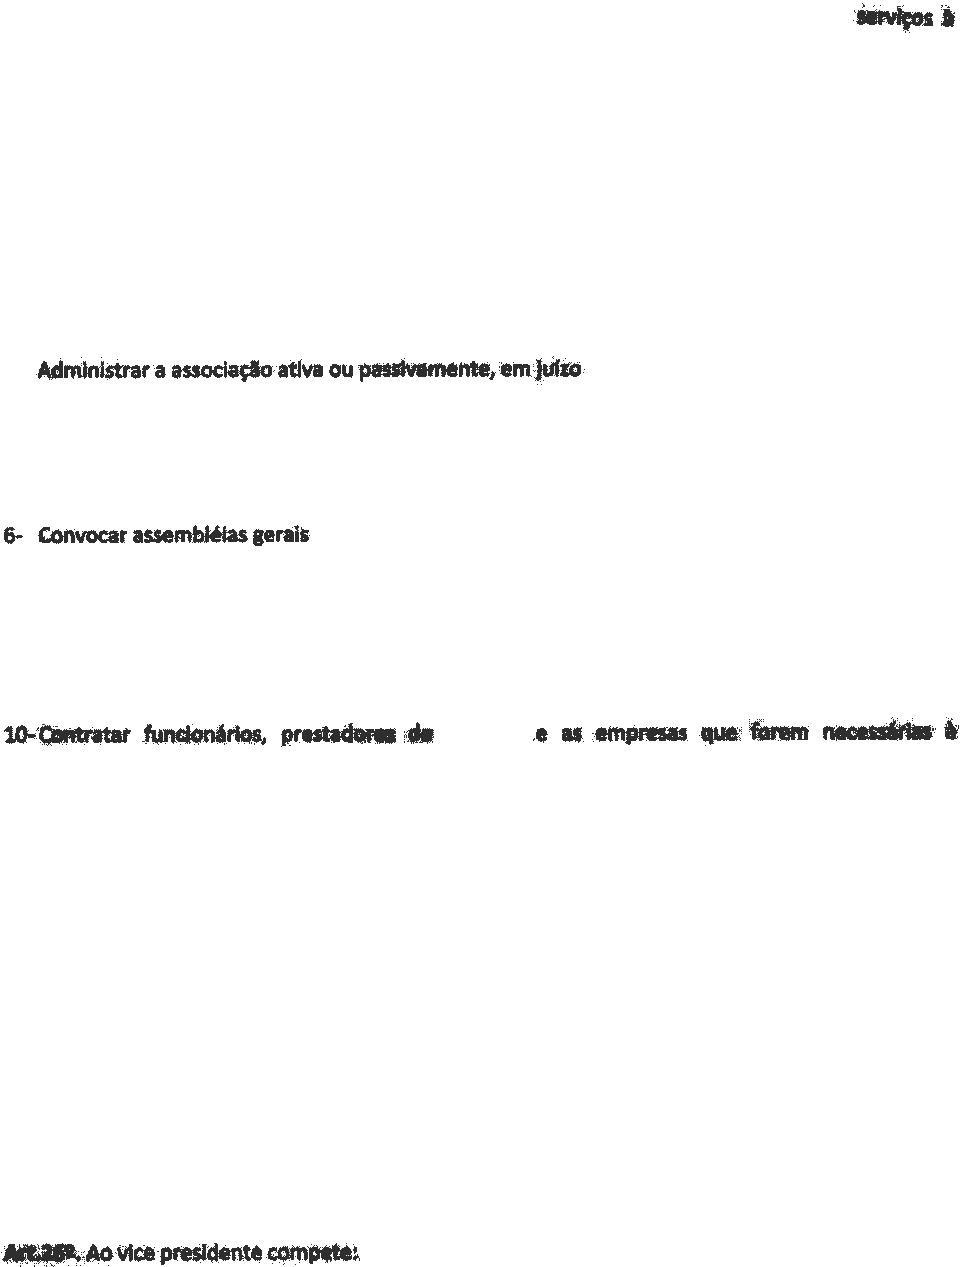 serviços à
Administrar a associação ativa ou passivamente, em juízo
6- Convocar assembléias gerais
10- Contratar funcionários, prestadores de e as empresas que forem necessárias à
Art.26º. Ao vice presidente compete: